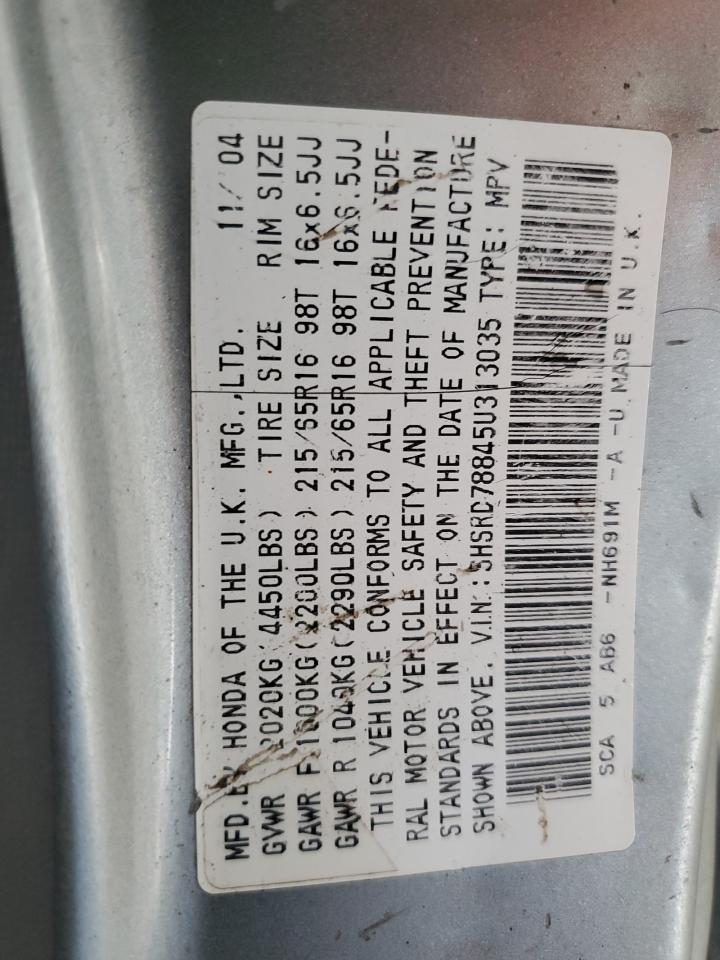 MFD.BY HONDA OF THE U.K. MFG.,LTD. 11/04
GVWR 2020KG(4450LBS) TIRE SIZE RIM SIZE
GAWR F 1000KG(2200LBS) 215/65R16 98T 16x6.5JJ
GAWR R 1040KG(2290LBS) 215/65R16 98T 16x6.5JJ
THIS VEHICLE CONFORMS TO ALL APPLICABLE FEDE-
RAL MOTOR VEHICLE SAFETY AND THEFT PREVENTION
STANDARDS IN EFFECT ON THE DATE OF MANUFACTURE
SHOWN ABOVE. V.IN.:SHSRD78845U313035 TYPE: MPV
SCA 5 AB6 -NH691M -A -U MADE IN U.K.